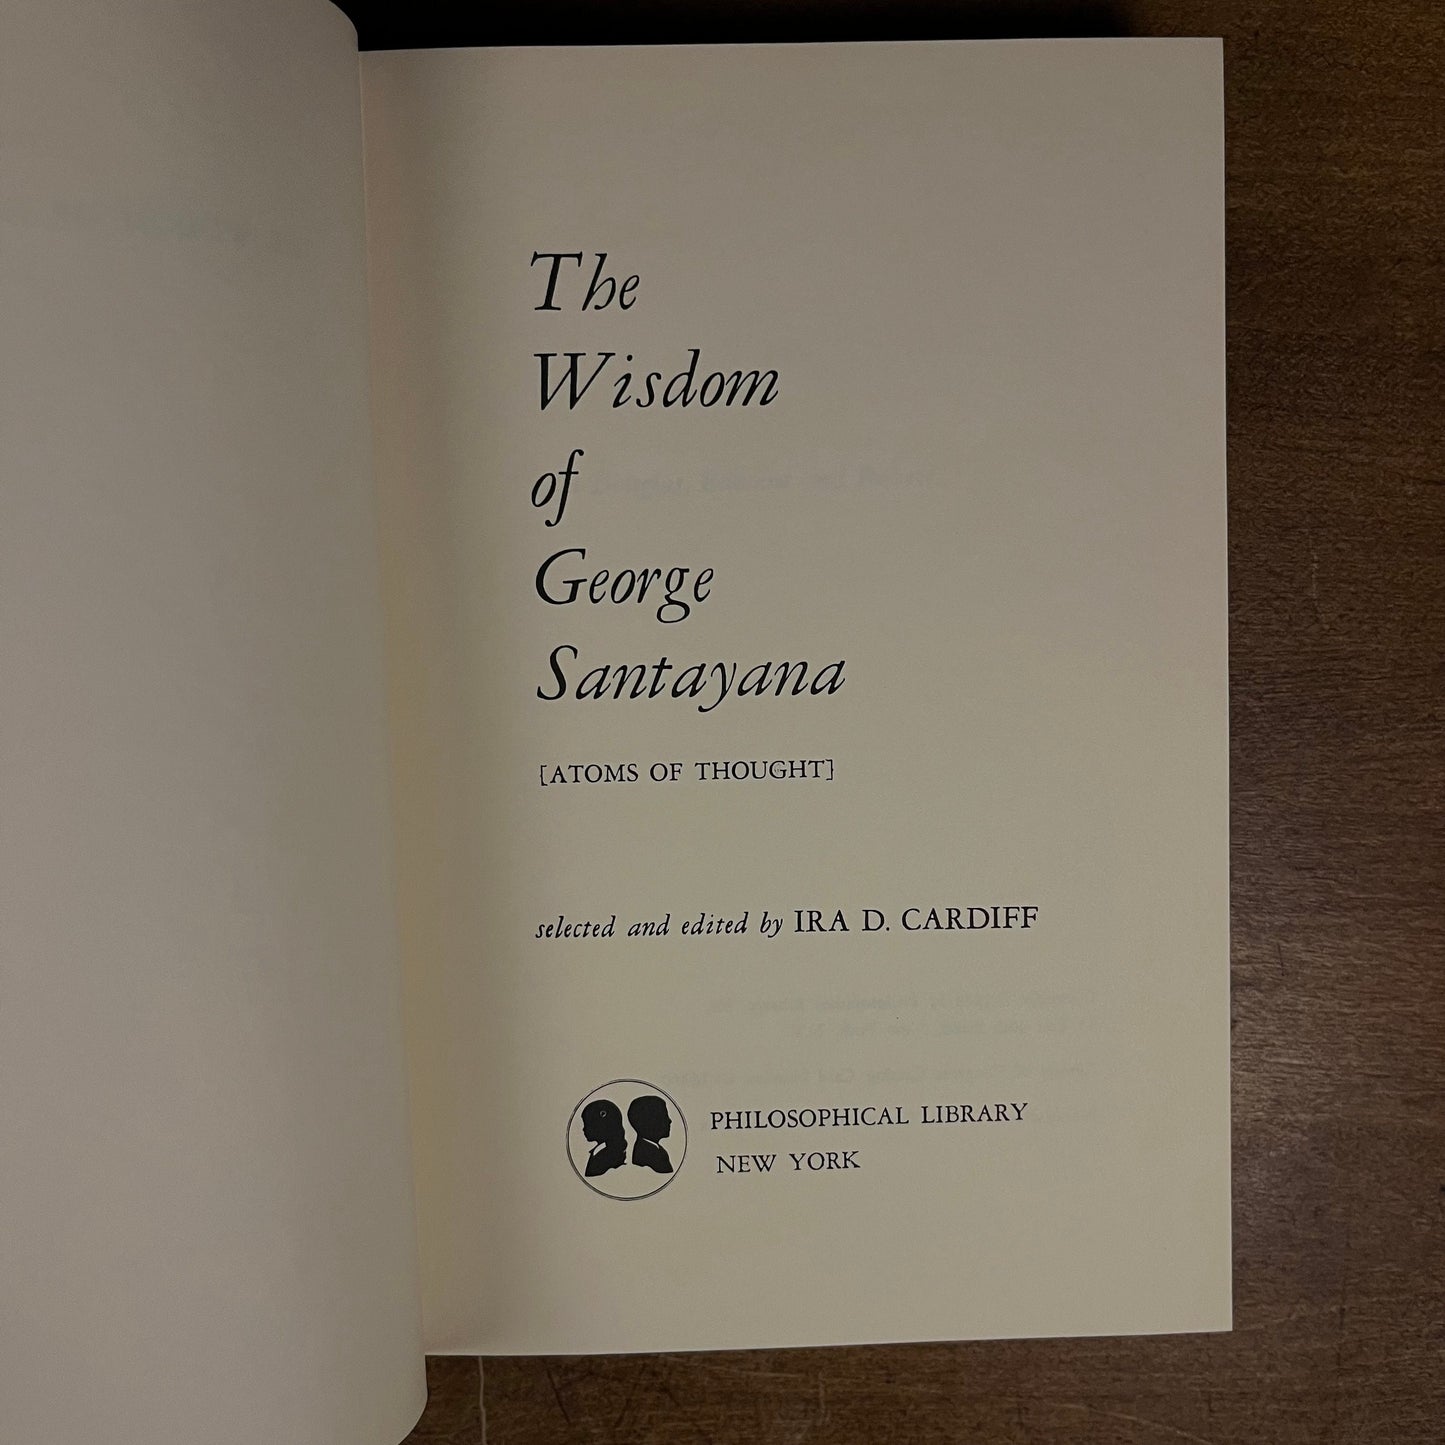 The
Wisdom
of
George
Santayana
[ATOMS OF THOUGHT]
selected and edited by IRA D. CARDIFF
PHILOSOPHICAL LIBRARY
NEW YORK